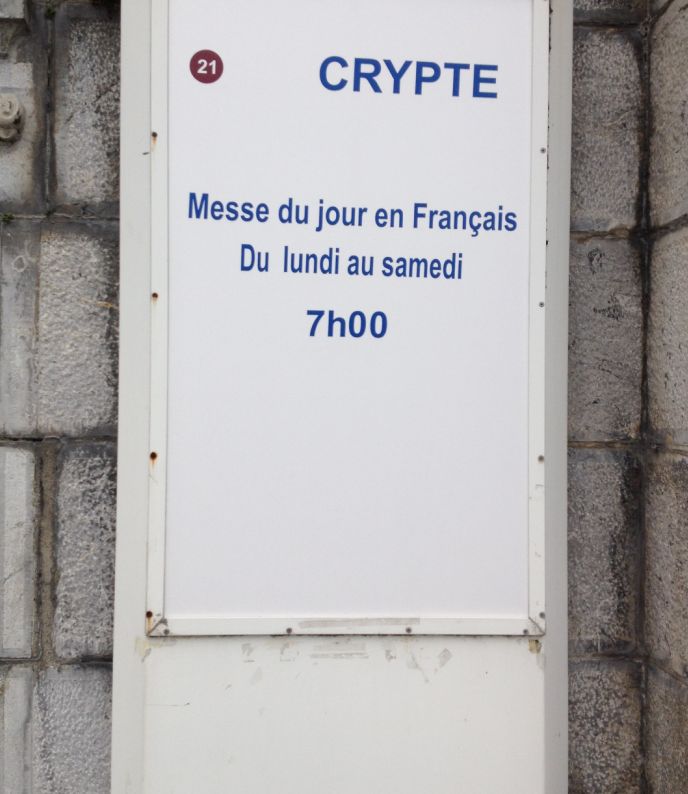 21
CRYPTE
Messe du jour en Français
Du lundi au samedi
7h00